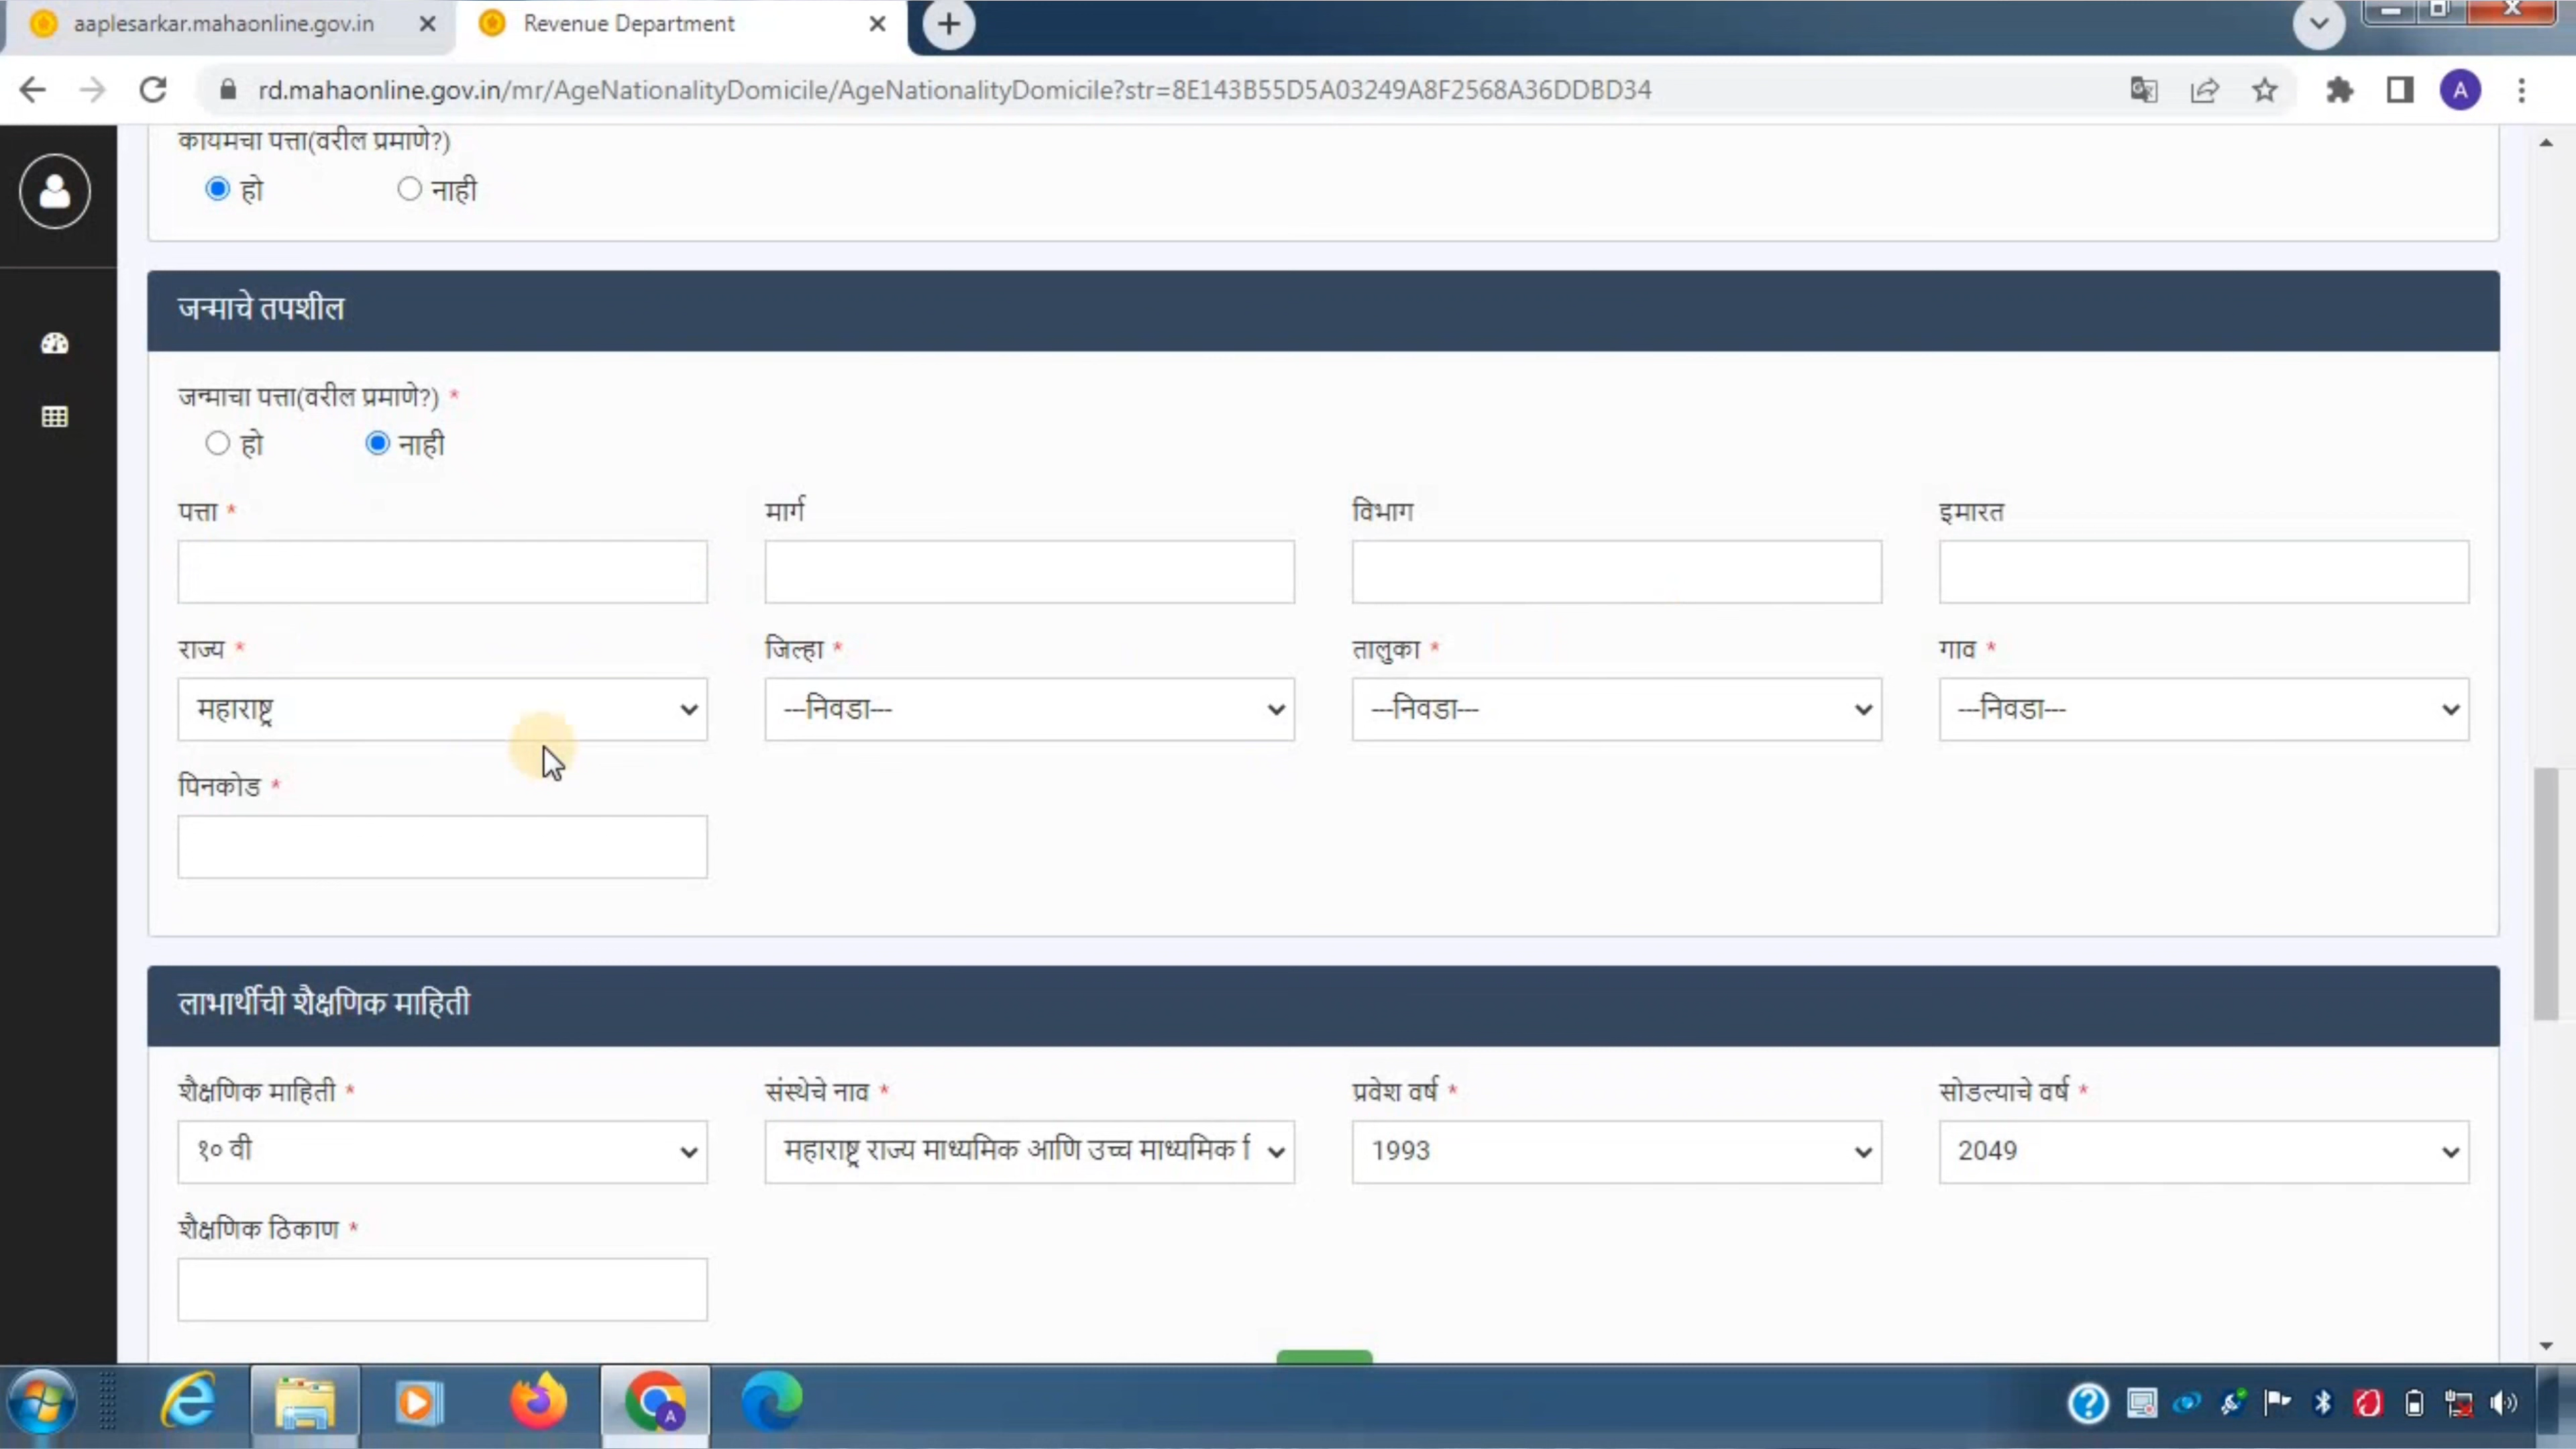 aaplesarkar.mahaonline.gov.in
Revenue Department
rd.mahaonline.gov.in/mr/AgeNationalityDomicile/AgeNationalityDomicile?str=8E143B55D5A03249A8F2568A36DDBD34
A
कायमचा पत्ता(वरील प्रमाणे?)
हो नाही
जन्माचे तपशील
जन्माचा पत्ता(वरील प्रमाणे?) *
हो नाही
पत्ता * मार्ग विभाग इमारत
राज्य * जिल्हा * तालुका * गाव *
महाराष्ट्र ---निवडा--- ---निवडा--- ---निवडा---
पिनकोड *
लाभार्थीची शैक्षणिक माहिती
शैक्षणिक माहिती * संस्थेचे नाव * प्रवेश वर्ष * सोडल्याचे वर्ष *
१० वी महाराष्ट्र राज्य माध्यमिक आणि उच्च माध्यमिक 1993 2049
शैक्षणिक ठिकाण *
A